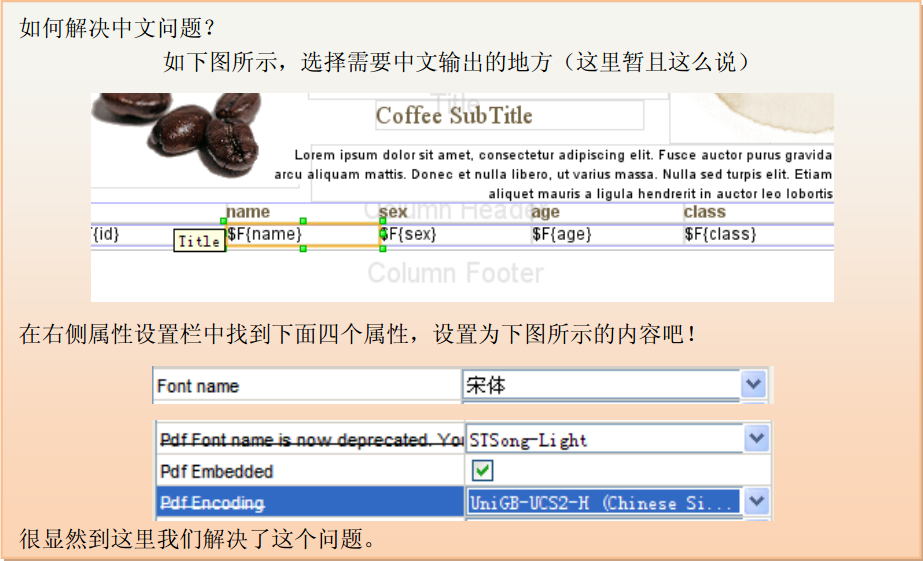 如何解决中文问题？
如下图所示，选择需要中文输出的地方（这里暂且这么说）
Title
Coffee SubTitle
Lorem ipsum dolor sit amet, consectetur adipiscing elit. Fusce auctor purus gravida
arcu aliquam mattis. Donec et nulla libero, ut varius massa. Nulla sed turpis elit. Etiam
aliquet mauris a ligula hendrerit in auctor leo lobortis
Column Header
name sex age class
{id} $F{name} $F{sex} $F{age} $F{class}
Title
Column Footer
在右侧属性设置栏中找到下面四个属性，设置为下图所示的内容吧！
Font name 宋体
Pdf Font name is now deprecated. You STSong-Light
Pdf Embedded
Pdf Encoding UniGB-UCS2-H (Chinese Si...
很显然到这里我们解决了这个问题。